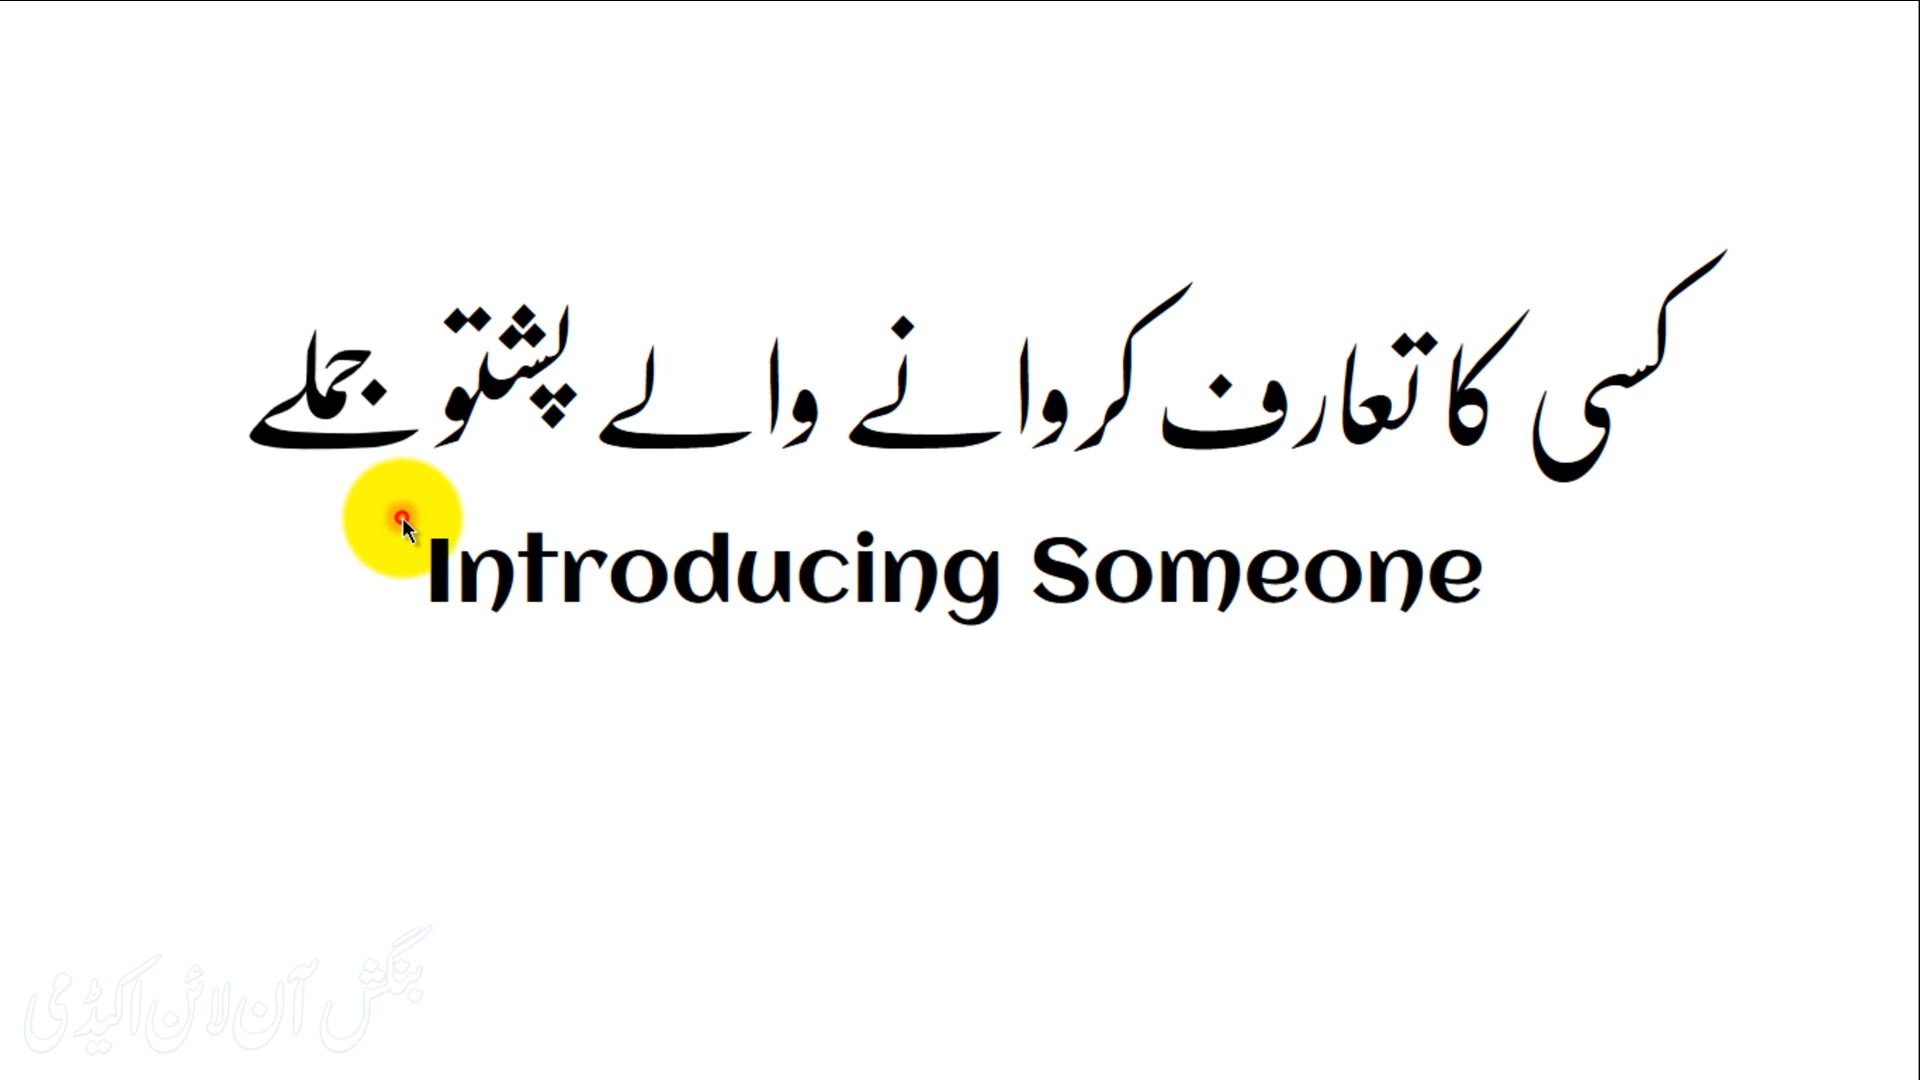 کسی کا تعارف کروانے والے پشتو جملے
Introducing Someone
بنگش آن لائن اکیڈمی